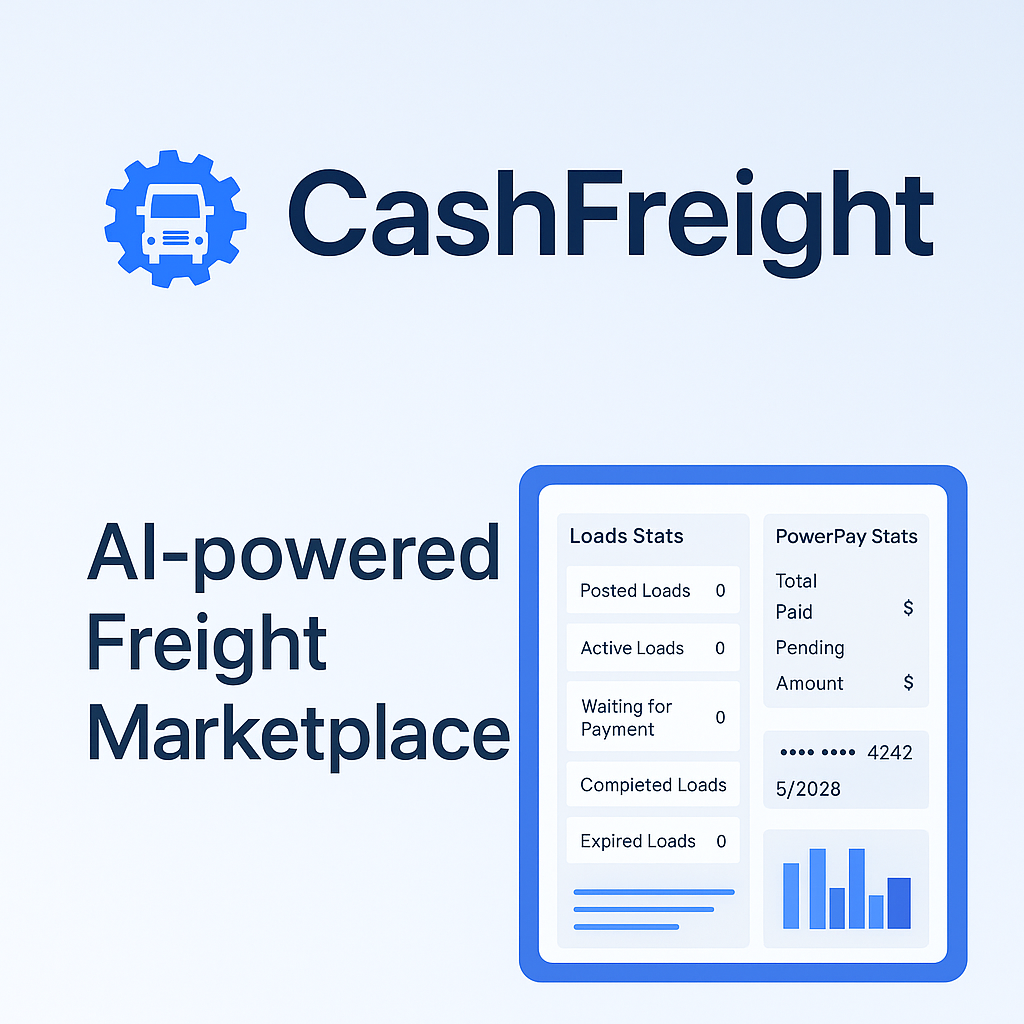 CashFreight
AI-powered
Freight
Marketplace
Loads Stats
Posted Loads 0
Active Loads 0
Waiting for
Payment 0
Completed Loads
Expired Loads 0
PowerPay Stats
Total
Paid $
Pending
Amount $
•••• •••• 4242
5/2028